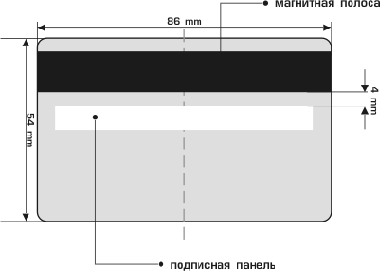 магнитная полоса
86 mm
4 mm
54 mm
подписная панель